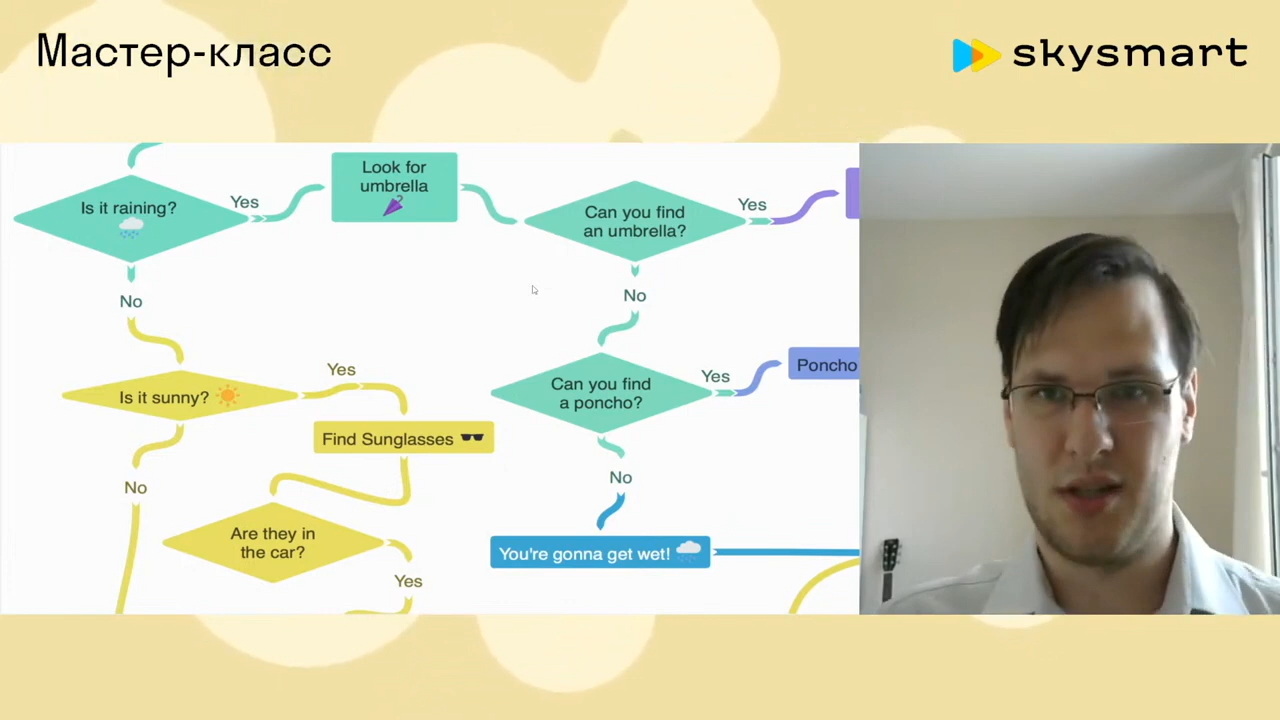 Мастер-класс
skysmart
Is it raining?
Yes
Look for
umbrella
Can you find
an umbrella?
Yes
No
No
Is it sunny?
Yes
Find Sunglasses
Can you find
a poncho?
Yes
Poncho
No
No
Are they in
the car?
Yes
You're gonna get wet!